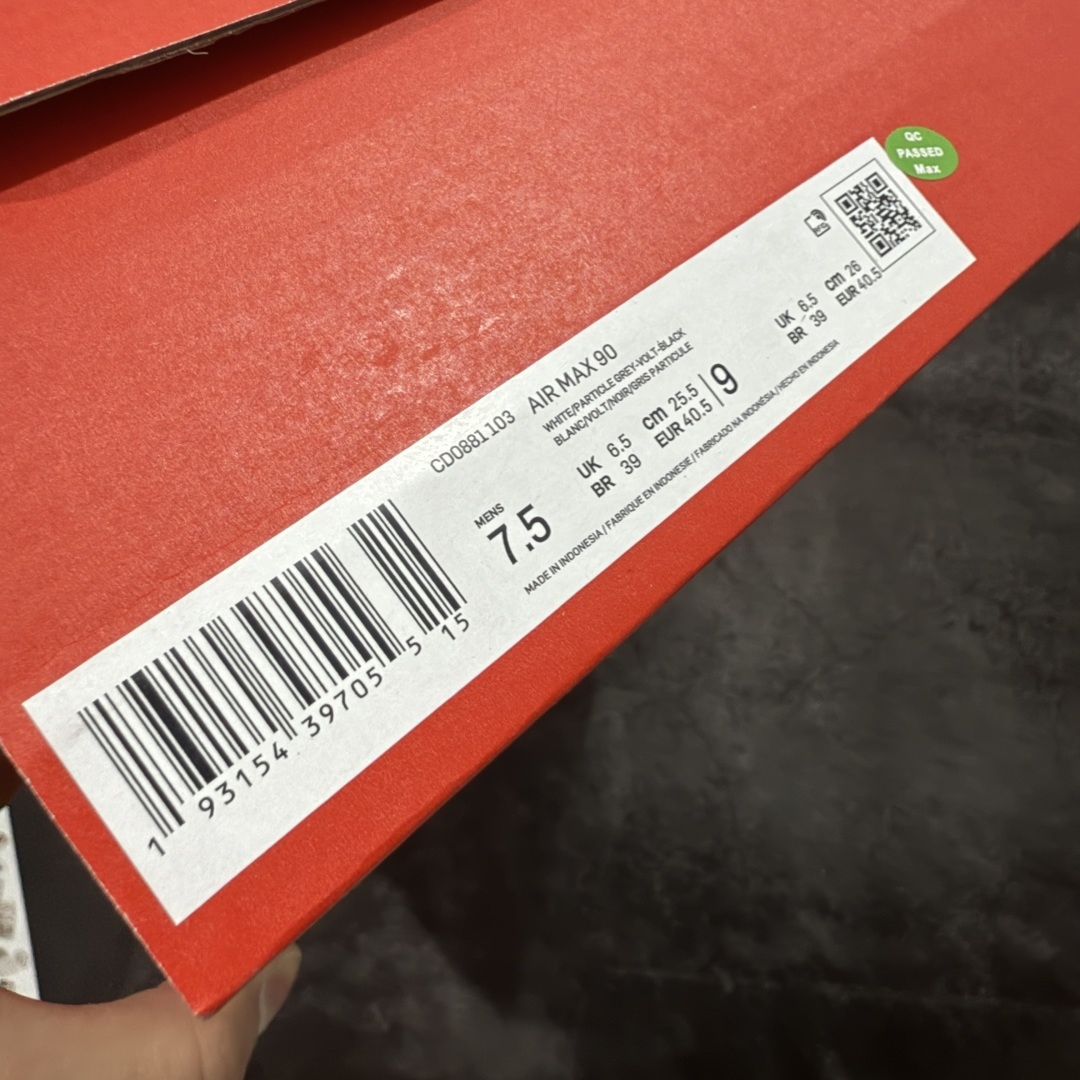 QC
PASSED
Max
CD0881103 AIR MAX 90
WHITE/PARTICLE GREY-VOLT-BLACK
BLANC/VOLT/NOIR/GRIS PARTICULE
MENS
7.5
UK 6.5 cm 25.5
BR 39 EUR 40.5
9
UK 6.5 cm 26
BR 39 EUR 40.5
MADE IN INDONESIA / FABRIQUE EN INDONESIE / FABRICADO NA INDONÉSIA / HECHO EN INDONESIA
1 93154 39705 5 15